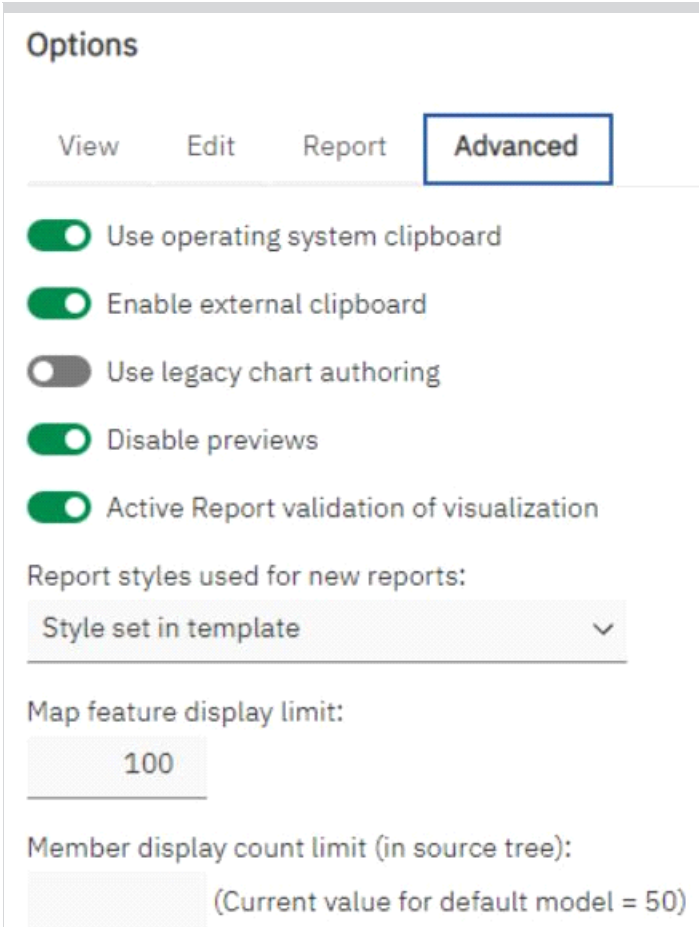 Options
View Edit Report Advanced
Use operating system clipboard
Enable external clipboard
Use legacy chart authoring
Disable previews
Active Report validation of visualization
Report styles used for new reports:
Style set in template
Map feature display limit:
100
Member display count limit (in source tree):
(Current value for default model = 50)